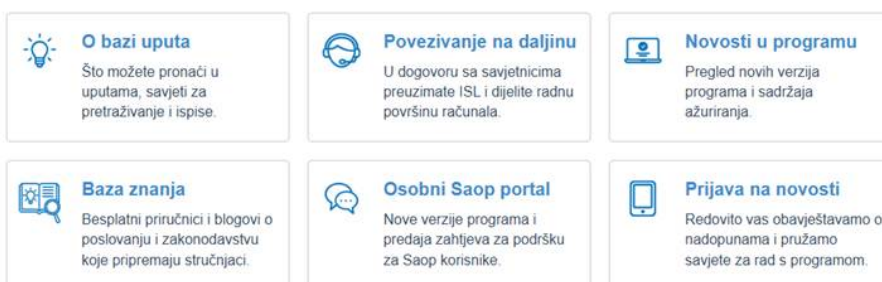 O bazi uputa
Što možete pronaći u
uputama, savjeti za
pretraživanje i ispise.
Povezivanje na daljinu
U dogovoru sa savjetnicima
preuzimate ISL i dijelite radnu
površinu računala.
Novosti u programu
Pregled novih verzija
programa i sadržaja
ažuriranja.
Baza znanja
Besplatni priručnici i blogovi o
poslovanju i zakonodavstvu
koje pripremaju stručnjaci.
Osobni Saop portal
Nove verzije programa i
predaja zahtjeva za podršku
za Saop korisnike.
Prijava na novosti
Redovito vas obavještavamo o
nadopunama i pružamo
savjete za rad s programom.